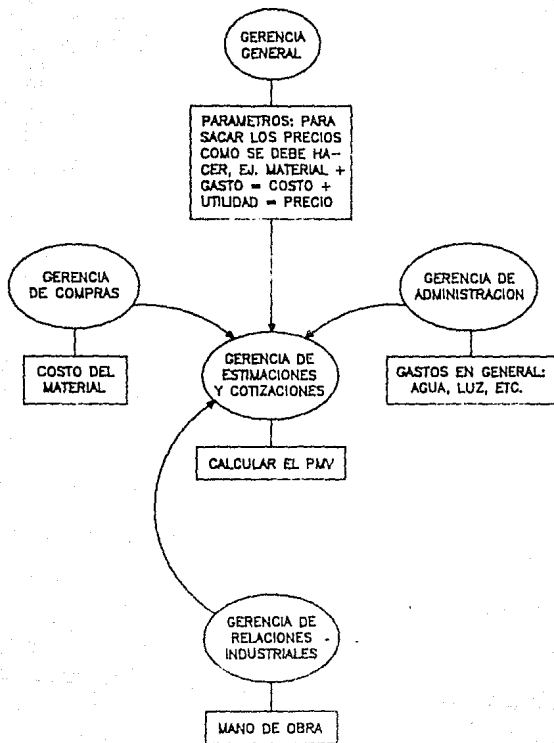 GERENCIA
GENERAL
PARAMETROS: PARA
SACAR LOS PRECIOS
COMO SE DEBE HA-
CER, EJ. MATERIAL +
GASTO = COSTO +
UTILIDAD = PRECIO
GERENCIA
DE COMPRAS
GERENCIA DE
ADMINISTRACION
COSTO DEL
MATERIAL
GERENCIA DE
ESTIMACIONES
Y COTIZACIONES
GASTOS EN GENERAL:
AGUA, LUZ, ETC.
CALCULAR EL PMV
GERENCIA DE
RELACIONES
INDUSTRIALES
MANO DE OBRA